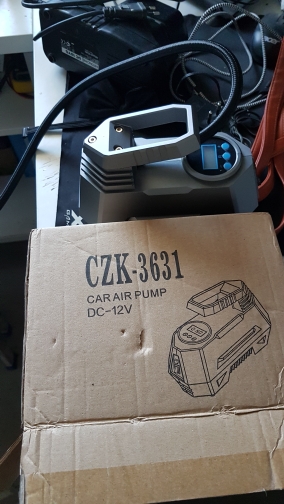 CZK-3631
CAR AIR PUMP
DC-12V